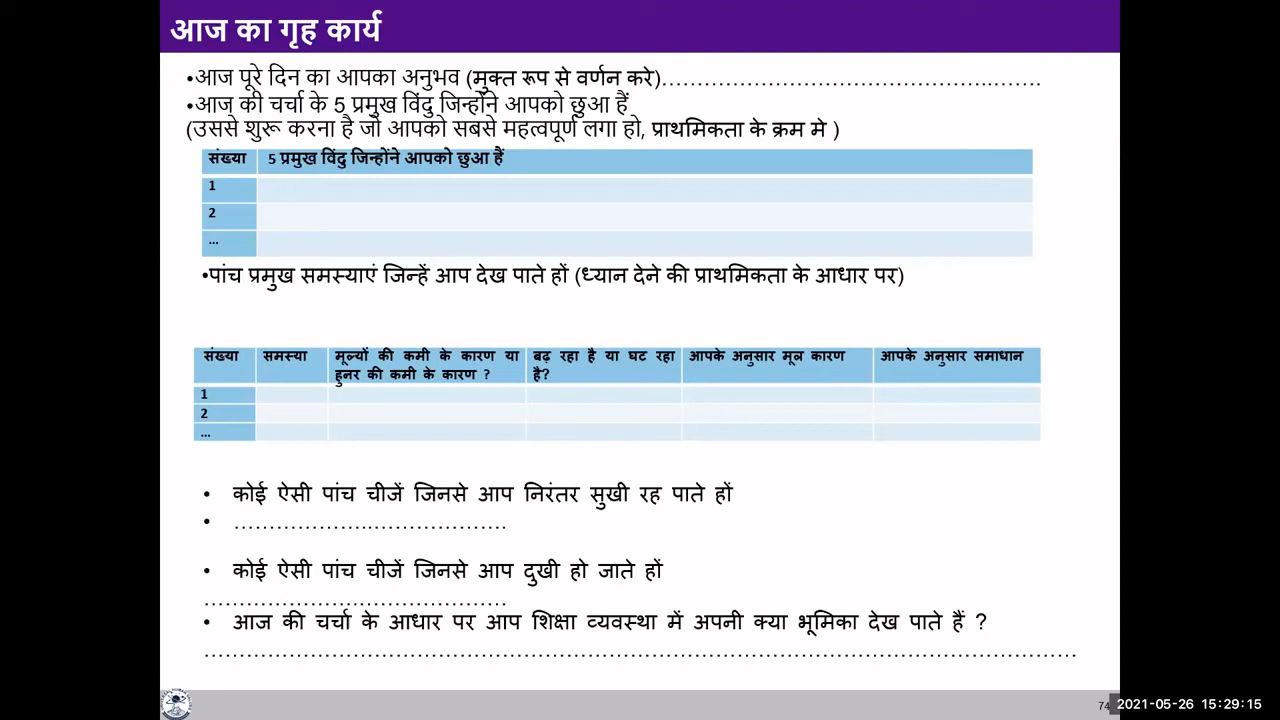 आज का गृह कार्य
•आज पूरे दिन का आपका अनुभव (मुक्त रूप से वर्णन करे)……………………………………………..……..
•आज की चर्चा के 5 प्रमुख विंदु जिन्होंने आपको छुआ हैं
(उससे शुरू करना है जो आपको सबसे महत्वपूर्ण लगा हो, प्राथमिकता के क्रम मे )
संख्या 5 प्रमुख विंदु जिन्होंने आपको छुआ हैं
1
2
...
•पांच प्रमुख समस्याएं जिन्हें आप देख पाते हों (ध्यान देने की प्राथमिकता के आधार पर)
संख्या समस्या मूल्यों की कमी के कारण या हुनर की कमी के कारण ? बढ़ रहा है या घट रहा है? आपके अनुसार मूल कारण आपके अनुसार समाधान
1
2
...
• कोई ऐसी पांच चीजें जिनसे आप निरंतर सुखी रह पाते हों
• ………………..……………….
• कोई ऐसी पांच चीजें जिनसे आप दुखी हो जाते हों
………………..………………….
• आज की चर्चा के आधार पर आप शिक्षा व्यवस्था में अपनी क्या भूमिका देख पाते हैं ?
……………………………………………………………………………………………………………
74
2021-05-26 15:29:15